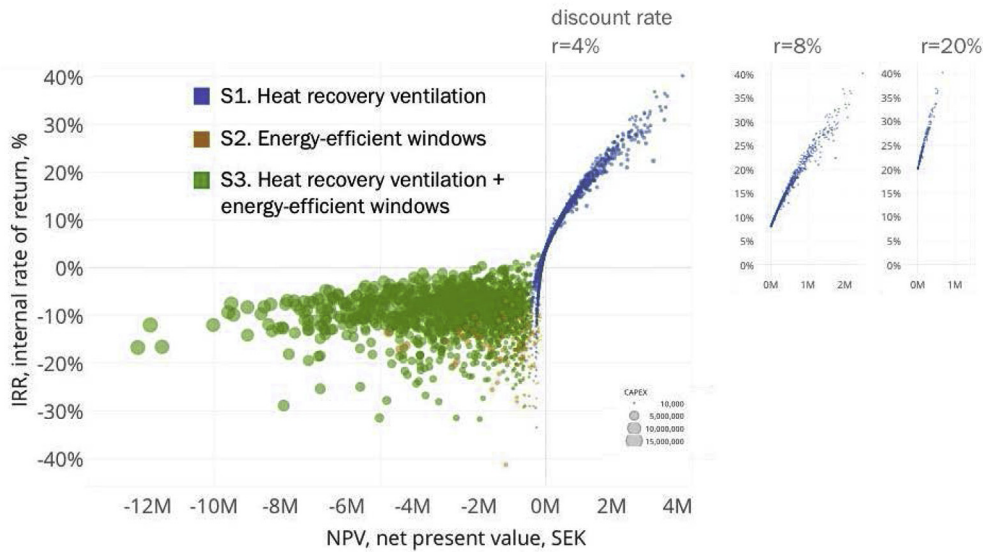 discount rate
r=4%
r=8%
r=20%
40%
30%
20%
10%
0%
-10%
-20%
-30%
-40%
IRR, internal rate of return, %
S1. Heat recovery ventilation
S2. Energy-efficient windows
S3. Heat recovery ventilation +
energy-efficient windows
CAPEX
10,000
5,000,000
10,000,000
15,000,000
-12M -10M -8M -6M -4M -2M 0M 2M 4M
NPV, net present value, SEK
40%
35%
30%
25%
20%
15%
10%
5%
0%
0M 1M 2M
40%
35%
30%
25%
20%
15%
10%
5%
0%
0M 1M